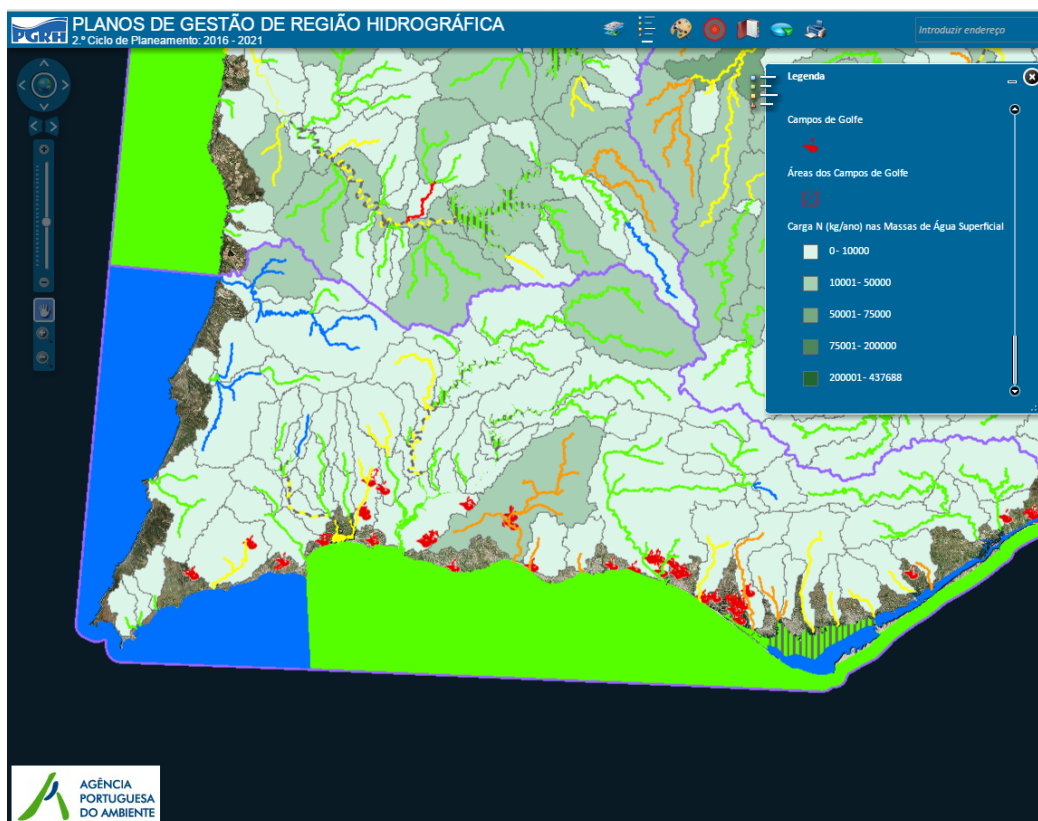 PGRH
PLANOS DE GESTÃO DE REGIÃO HIDROGRÁFICA
2.º Ciclo de Planeamento: 2016 - 2021
Introduzir endereço
Legenda
Campos de Golfe
Áreas dos Campos de Golfe
Carga N (kg/ano) nas Massas de Água Superficial
0- 10000
10001- 50000
50001- 75000
75001- 200000
200001- 437688
AGÊNCIA
PORTUGUESA
DO AMBIENTE